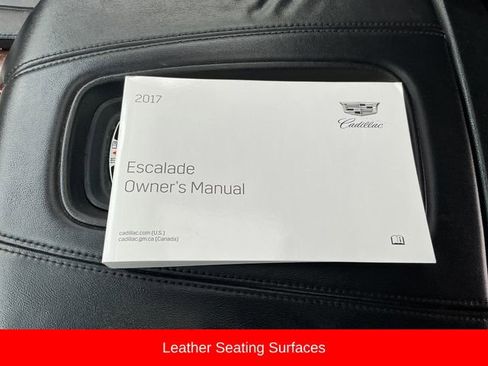 2017
Cadillac
Escalade
Owner's Manual
cadillac.com (U.S.)
cadillac.gm.ca (Canada)
Leather Seating Surfaces